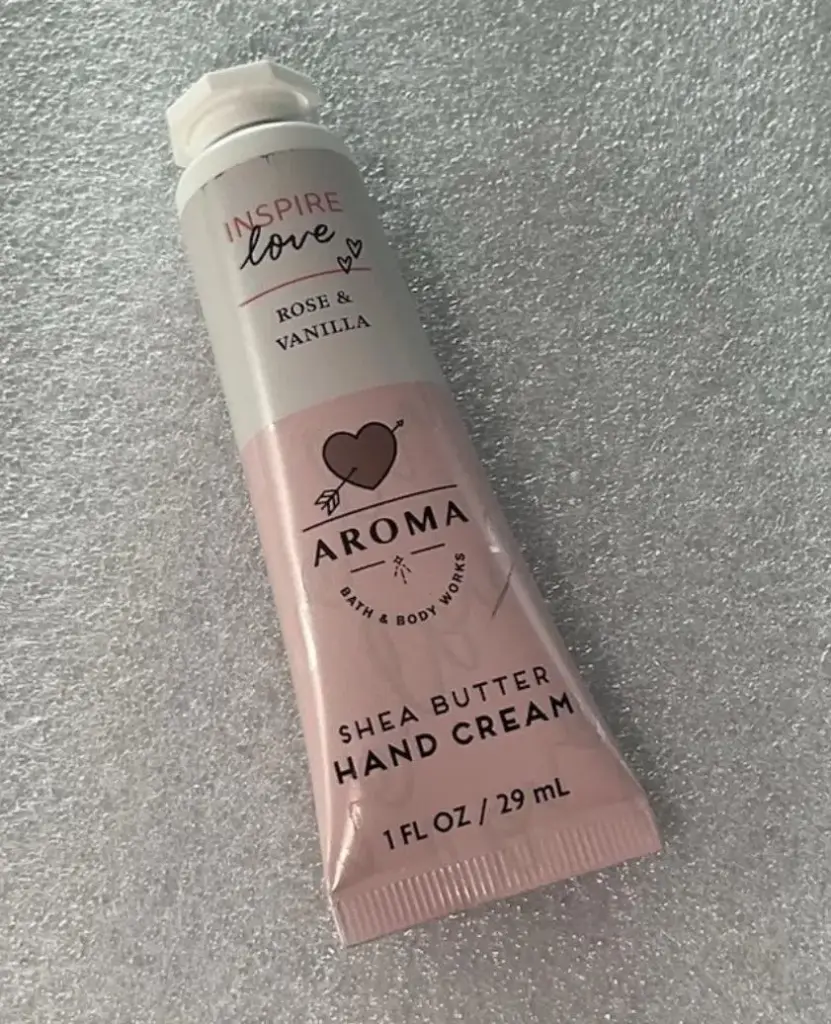 INSPIRE
love
ROSE &
VANILLA
AROMA
BATH & BODY WORKS
SHEA BUTTER
HAND CREAM
1 FL OZ / 29 mL